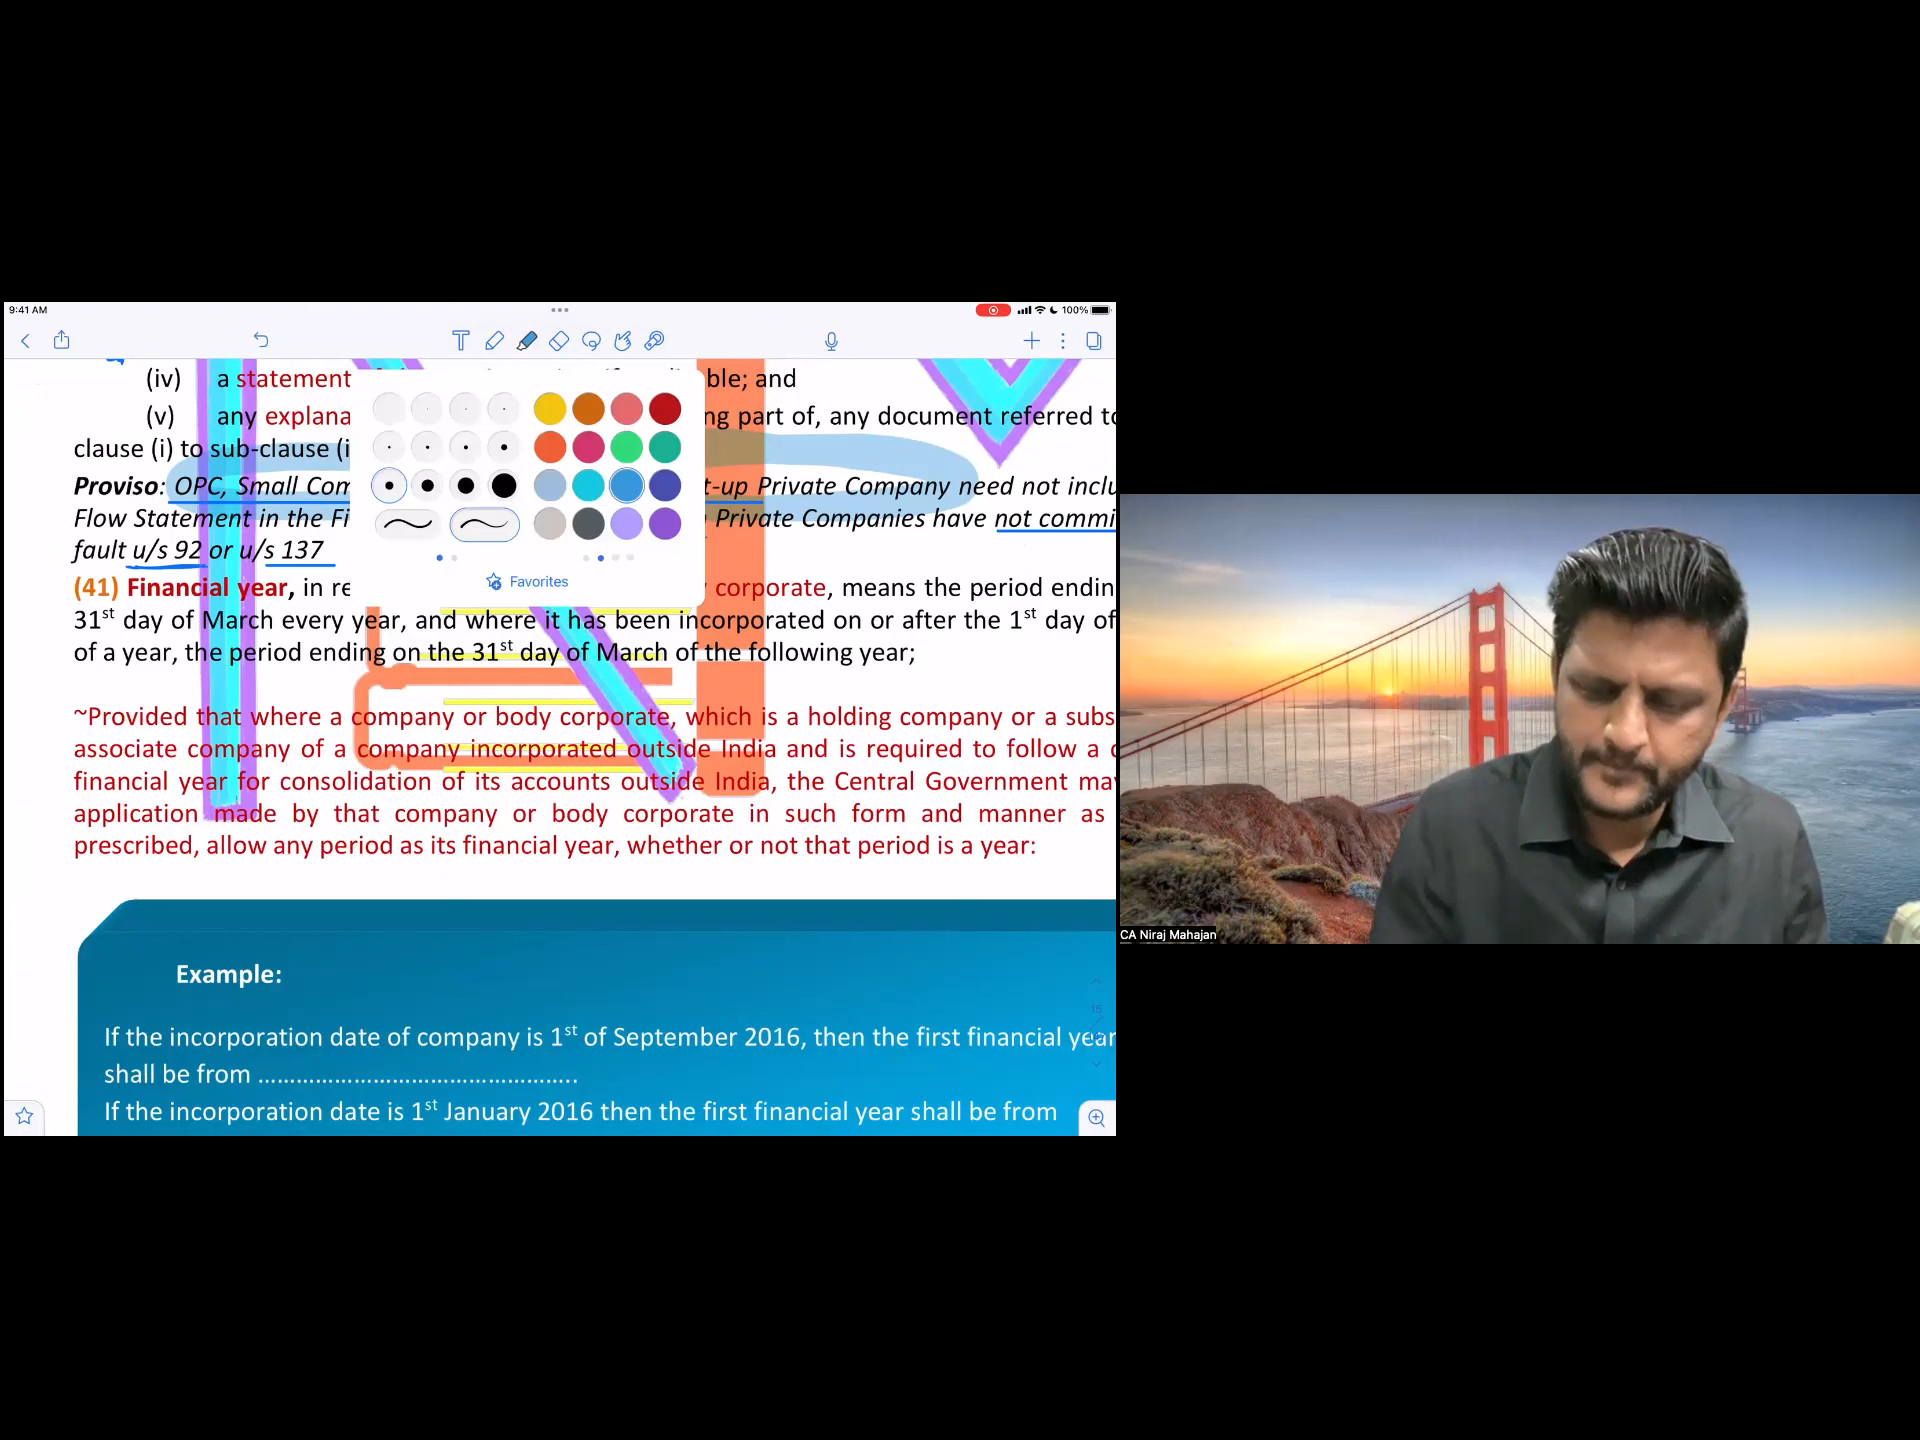 9:41 AM
100%
(iv) a statement ble; and
(v) any explana ng part of, any document referred to
clause (i) to sub-clause (i
Proviso: OPC, Small Com t-up Private Company need not inclu
Flow Statement in the Fi Private Companies have not commi
fault u/s 92 or u/s 137
Favorites
(41) Financial year, in re corporate, means the period endin
31st day of March every year, and where it has been incorporated on or after the 1st day of
of a year, the period ending on the 31st day of March of the following year;
~Provided that where a company or body corporate, which is a holding company or a subs
associate company of a company incorporated outside India and is required to follow a
financial year for consolidation of its accounts outside India, the Central Government ma
application made by that company or body corporate in such form and manner as
prescribed, allow any period as its financial year, whether or not that period is a year:
Example:
If the incorporation date of company is 1st of September 2016, then the first financial year
shall be from ……………………………………………..
If the incorporation date is 1st January 2016 then the first financial year shall be from
15
CA Niraj Mahajan